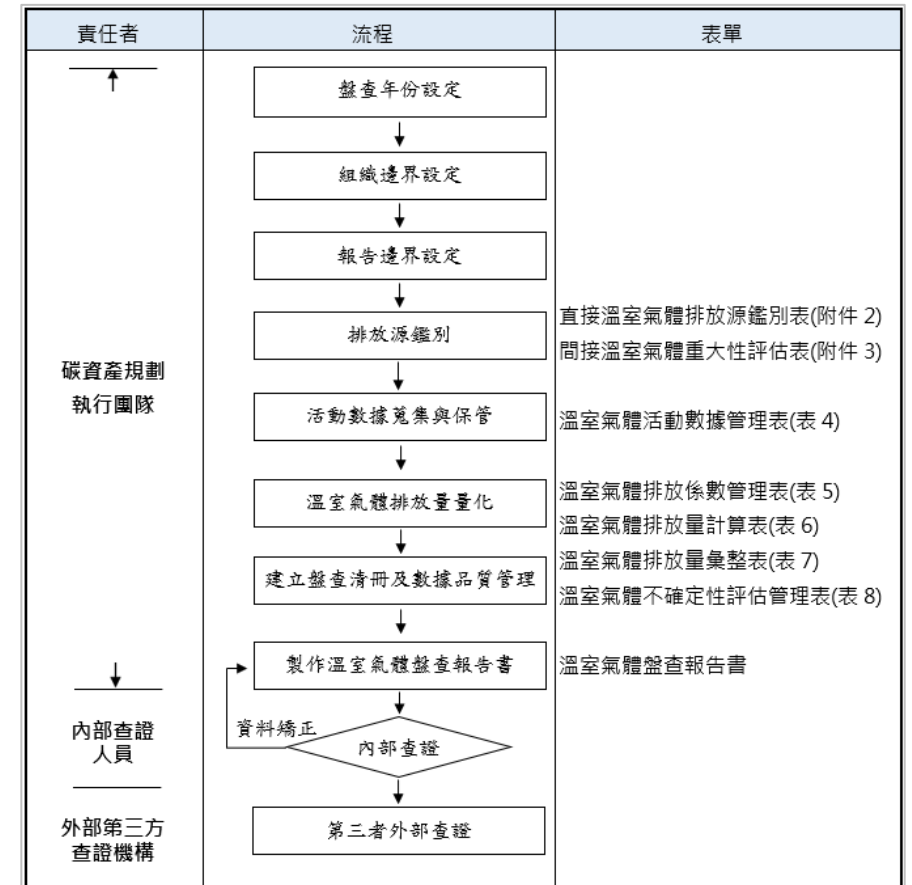 責任者
流程
表單
盤查年份設定
組織邊界設定
報告邊界設定
排放源鑑別
直接溫室氣體排放源鑑別表(附件 2)
間接溫室氣體重大性評估表(附件 3)
碳資產規劃
執行團隊
活動數據蒐集與保管
溫室氣體活動數據管理表(表 4)
溫室氣體排放量量化
溫室氣體排放係數管理表(表 5)
溫室氣體排放量計算表(表 6)
建立盤查清冊及數據品質管理
溫室氣體排放量彙整表(表 7)
溫室氣體不確定性評估管理表(表 8)
製作溫室氣體盤查報告書
溫室氣體盤查報告書
內部查證
人員
資料矯正
內部查證
外部第三方
查證機構
第三者外部查證